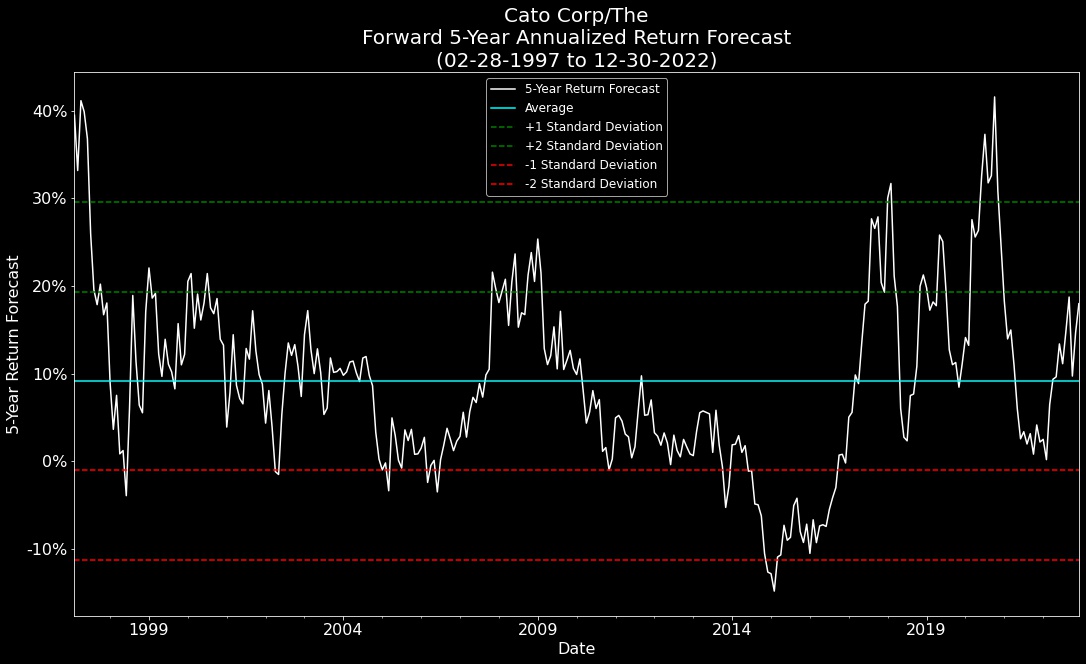 Cato Corp/The
Forward 5-Year Annualized Return Forecast
(02-28-1997 to 12-30-2022)
5-Year Return Forecast
Average
+1 Standard Deviation
+2 Standard Deviation
-1 Standard Deviation
-2 Standard Deviation
40%
30%
20%
10%
0%
-10%
5-Year Return Forecast
1999
2004
2009
2014
2019
Date